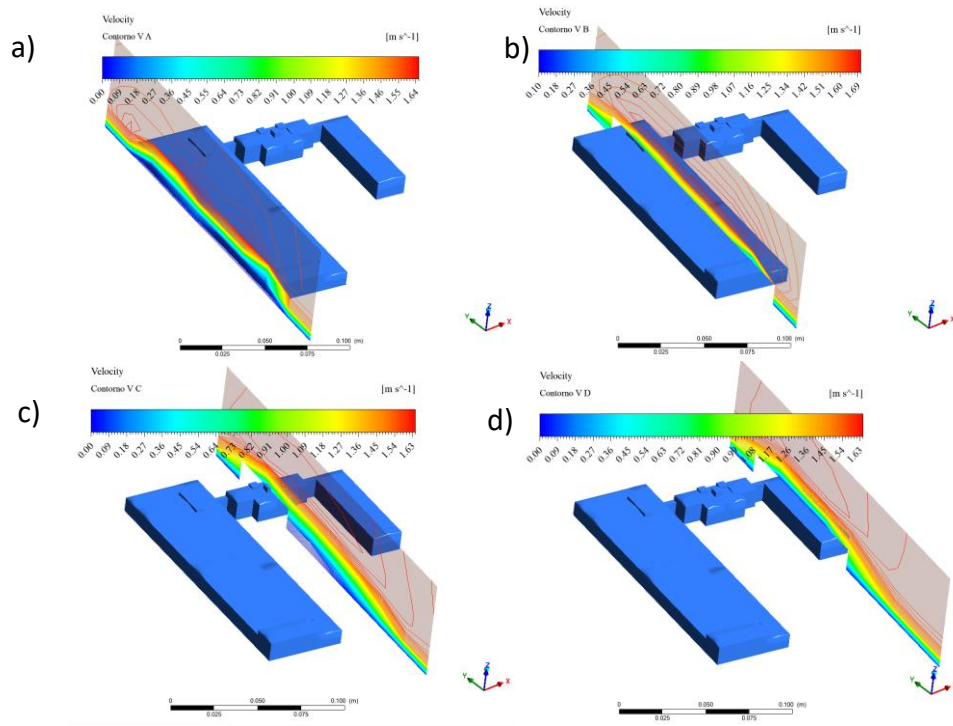 a)
Velocity
Contorno V A
[m s^-1]
0.00 0.09 0.18 0.27 0.36 0.45 0.55 0.64 0.73 0.82 0.91 1.00 1.09 1.18 1.27 1.36 1.46 1.55 1.64
Z
Y
X
0 0.050 0.100 (m)
0.025 0.075
b)
Velocity
Contorno V B
[m s^-1]
0.10 0.18 0.27 0.36 0.45 0.54 0.63 0.72 0.80 0.89 0.98 1.07 1.16 1.25 1.34 1.42 1.51 1.60 1.69
Z
Y
X
0 0.050 0.100 (m)
0.025 0.075
c)
Velocity
Contorno V C
[m s^-1]
0.00 0.09 0.18 0.27 0.36 0.45 0.54 0.64 0.73 0.82 0.91 1.00 1.09 1.18 1.27 1.36 1.45 1.54 1.63
Z
Y
X
0 0.050 0.100 (m)
0.025 0.075
d)
Velocity
Contorno V D
[m s^-1]
0.00 0.09 0.18 0.27 0.36 0.45 0.54 0.63 0.72 0.81 0.90 1.17 1.26 1.36 1.45 1.54 1.63
Z
Y
X
0 0.050 0.100 (m)
0.025 0.075